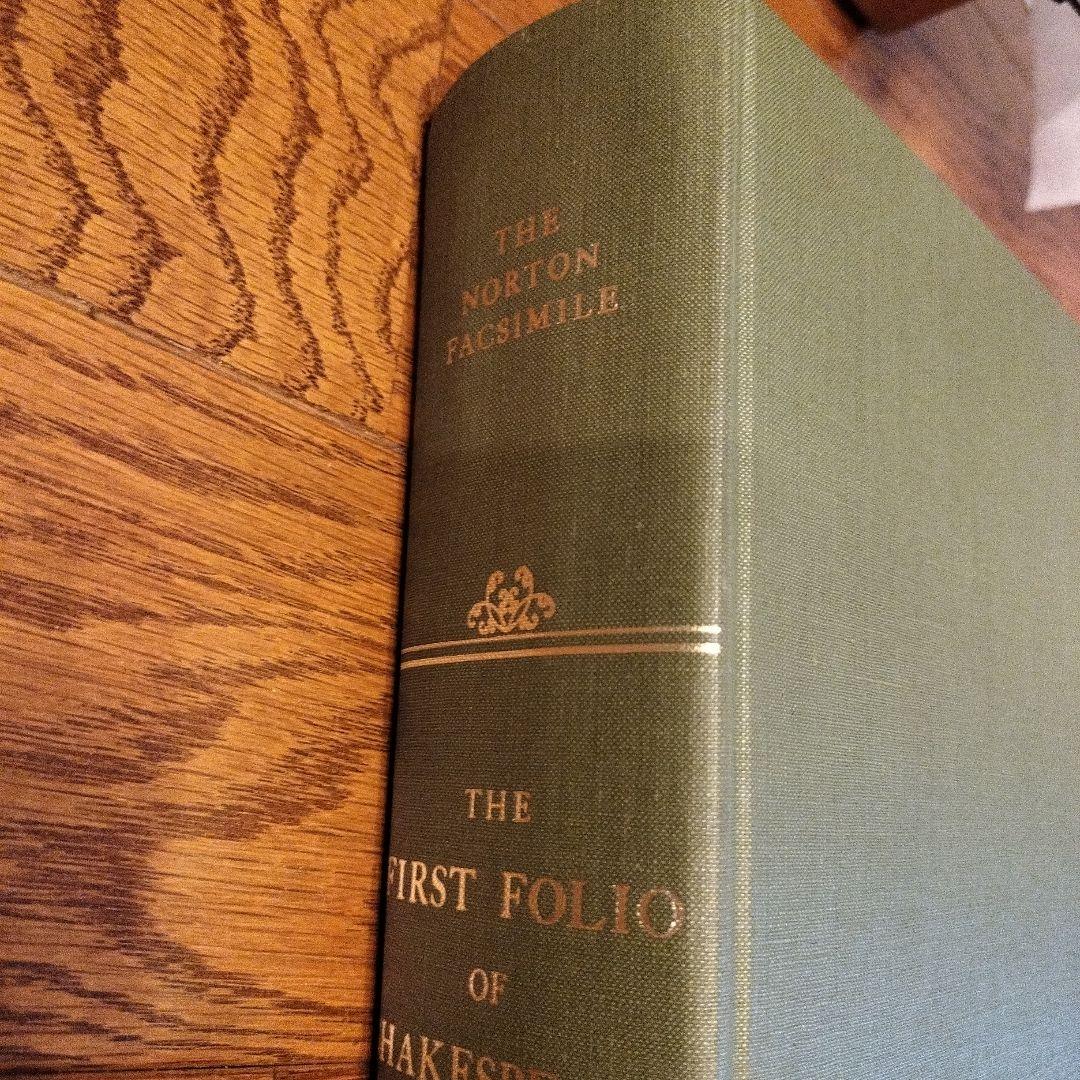 THE
NORTON
FACSIMILE
THE
FIRST FOLIO
OF